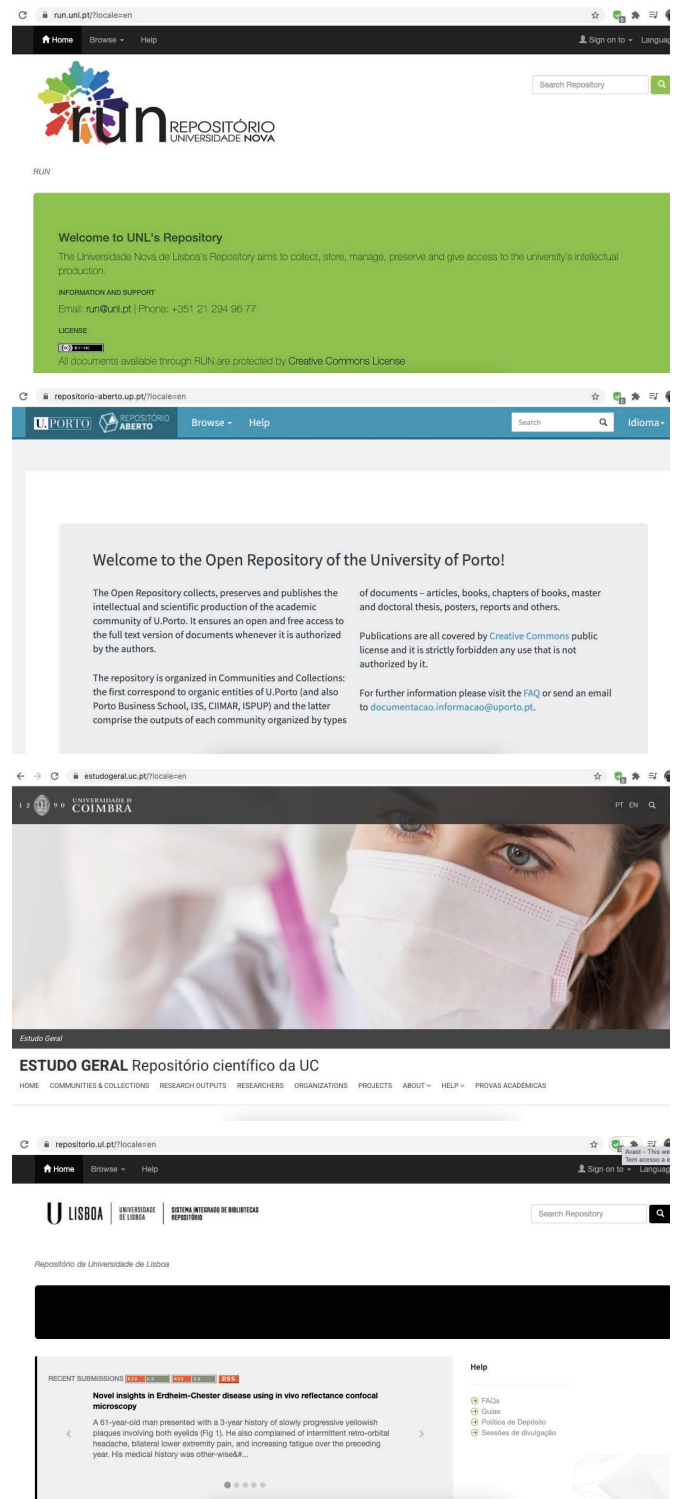 run.unl.pt/?locale=en
Home Browse Help Sign on to Languag
run REPOSITÓRIO
UNIVERSIDADE NOVA
Search Repository
RUN
Welcome to UNL's Repository
The Universidade Nova de Lisboa's Repository aims to collect, store, manage, preserve and give access to the university's intellectual
production.
INFORMATION AND SUPPORT
Email: run@unl.pt | Phone: +351 21 294 96 77
LICENSE
(cc) BY-NC
All documents available through RUN are protected by Creative Commons License
repositorio-aberto.up.pt/?locale=en
U.PORTO REPOSITÓRIO
ABERTO
Browse Help Search Idioma
Welcome to the Open Repository of the University of Porto!
The Open Repository collects, preserves and publishes the
intellectual and scientific production of the academic
community of U.Porto. It ensures an open and free access to
the full text version of documents whenever it is authorized
by the authors.
The repository is organized in Communities and Collections:
the first correspond to organic entities of U.Porto (and also
Porto Business School, I3S, CIIMAR, ISPUP) and the latter
comprise the outputs of each community organized by types
of documents – articles, books, chapters of books, master
and doctoral thesis, posters, reports and others.
Publications are all covered by Creative Commons public
license and it is strictly forbidden any use that is not
authorized by it.
For further information please visit the FAQ or send an email
to documentacao.informacao@uporto.pt.
estudogeral.uc.pt/?locale=en
12 90 UNIVERSIDADE D
COIMBRA
PT EN
Estudo Geral
ESTUDO GERAL Repositório científico da UC
HOME COMMUNITIES & COLLECTIONS RESEARCH OUTPUTS RESEARCHERS ORGANIZATIONS PROJECTS ABOUT HELP PROVAS ACADÉMICAS
repositorio.ul.pt/?locale=en
Avast - This we
Tem acesso a e
Home Browse Help Sign on to Languag
U LISBOA UNIVERSIDADE
DE LISBOA
SISTEMA INTEGRADO DE BIBLIOTECAS
REPOSITÓRIO
Search Repository
Repositório da Universidade de Lisboa
RECENT SUBMISSIONS RSS 1.0 RSS 2.0 RSS
Novel insights in Erdheim-Chester disease using in vivo reflectance confocal
microscopy
A 61-year-old man presented with a 3-year history of slowly progressive yellowish
plaques involving both eyelids (Fig 1). He also complained of intermittent retro-orbital
headache, bilateral lower extremity pain, and increasing fatigue over the preceding
year. His medical history was other-wise&#...
Help
FAQs
Guias
Política de Depósito
Sessões de divulgação